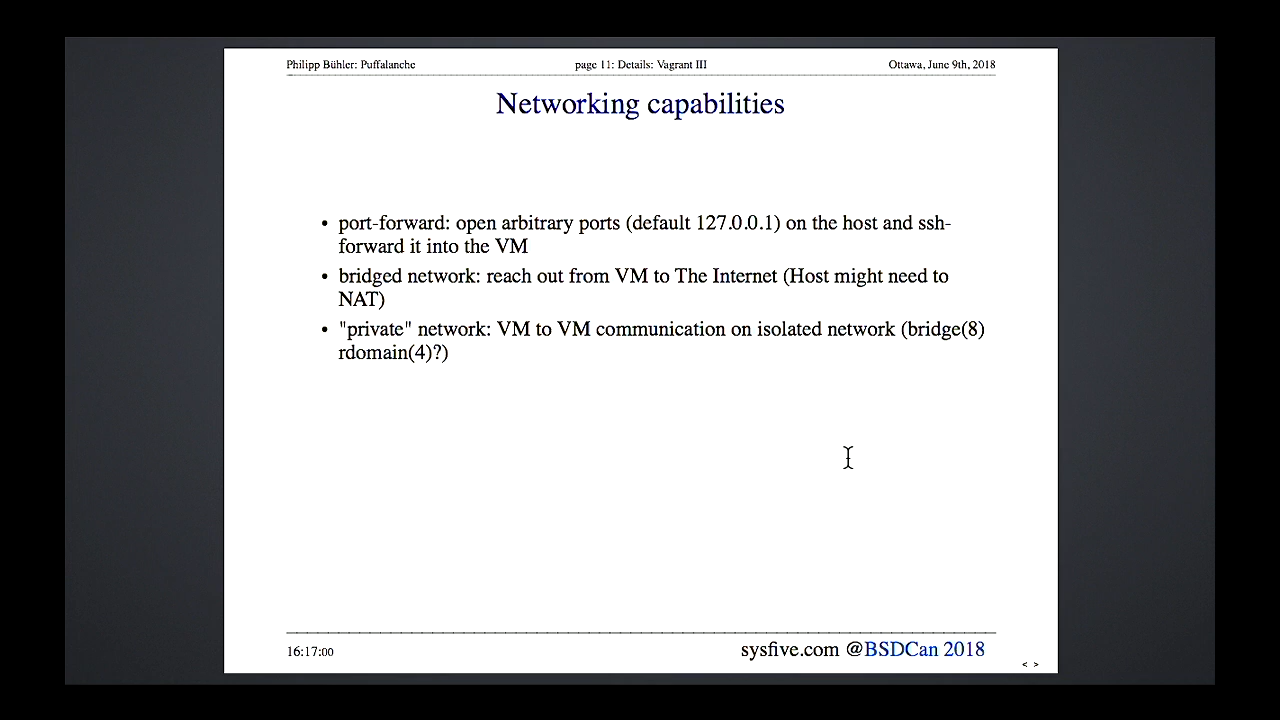 Philipp Bühler: Puffalanche page 11: Details: Vagrant III Ottawa, June 9th, 2018
Networking capabilities
• port-forward: open arbitrary ports (default 127.0.0.1) on the host and ssh-
forward it into the VM
• bridged network: reach out from VM to The Internet (Host might need to
NAT)
• "private" network: VM to VM communication on isolated network (bridge(8)
rdomain(4)?)
16:17:00 sysfive.com @BSDCan 2018
< >